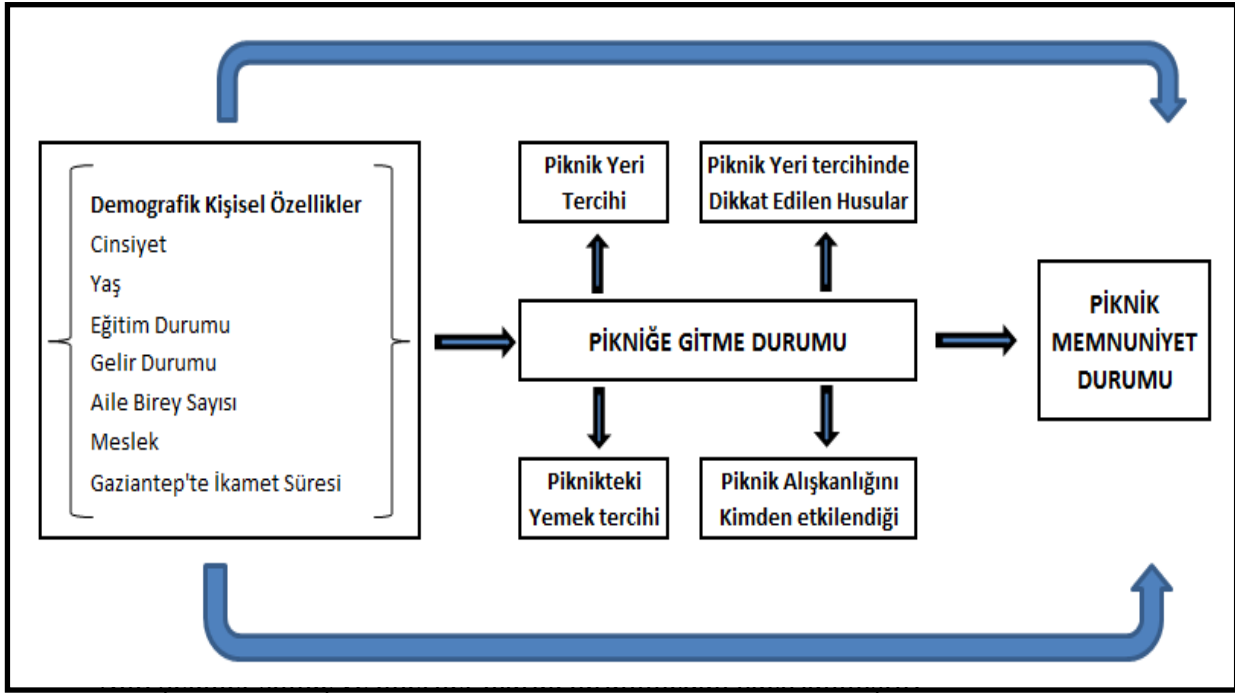 Demografik Kişisel Özellikler
Cinsiyet
Yaş
Eğitim Durumu
Gelir Durumu
Aile Birey Sayısı
Meslek
Gaziantep'te İkamet Süresi
Piknik Yeri
Tercihi
Piknik Yeri tercihinde
Dikkat Edilen Husular
PİKNİĞE GİTME DURUMU
Piknikteki
Yemek tercihi
Piknik Alışkanlığını
Kimden etkilendiği
PİKNİK
MEMNUNİYET
DURUMU